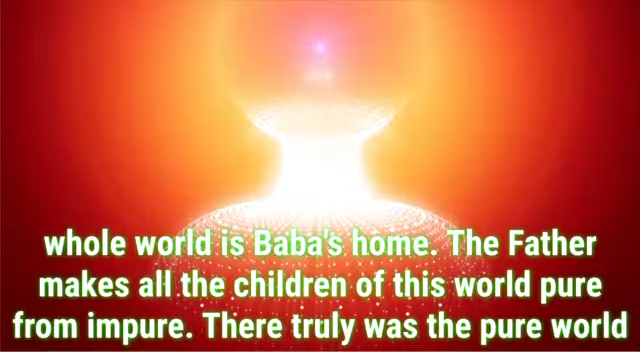 whole world is Baba's home. The Father
makes all the children of this world pure
from impure. There truly was the pure world